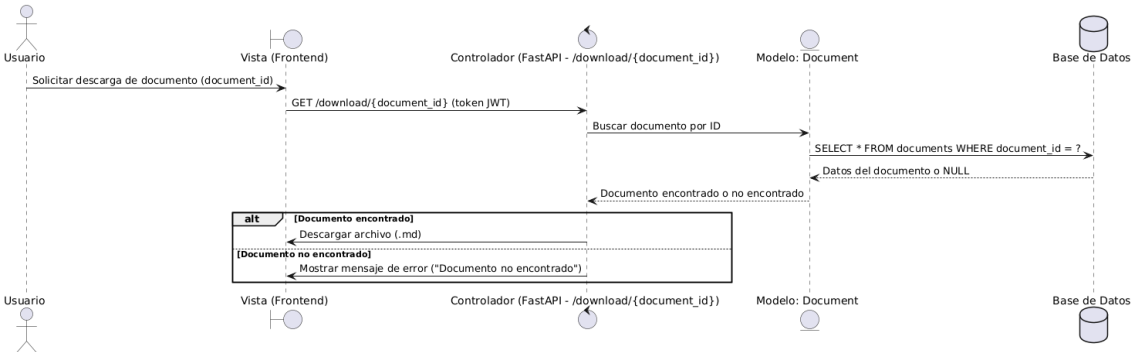 Usuario
Vista (Frontend)
Controlador (FastAPI - /download/{document_id})
Modelo: Document
Base de Datos
Solicitar descarga de documento (document_id)
GET /download/{document_id} (token JWT)
Buscar documento por ID
SELECT * FROM documents WHERE document_id = ?
Datos del documento o NULL
Documento encontrado o no encontrado
alt [Documento encontrado]
Descargar archivo (.md)
[Documento no encontrado]
Mostrar mensaje de error ("Documento no encontrado")
Usuario
Vista (Frontend)
Controlador (FastAPI - /download/{document_id})
Modelo: Document
Base de Datos